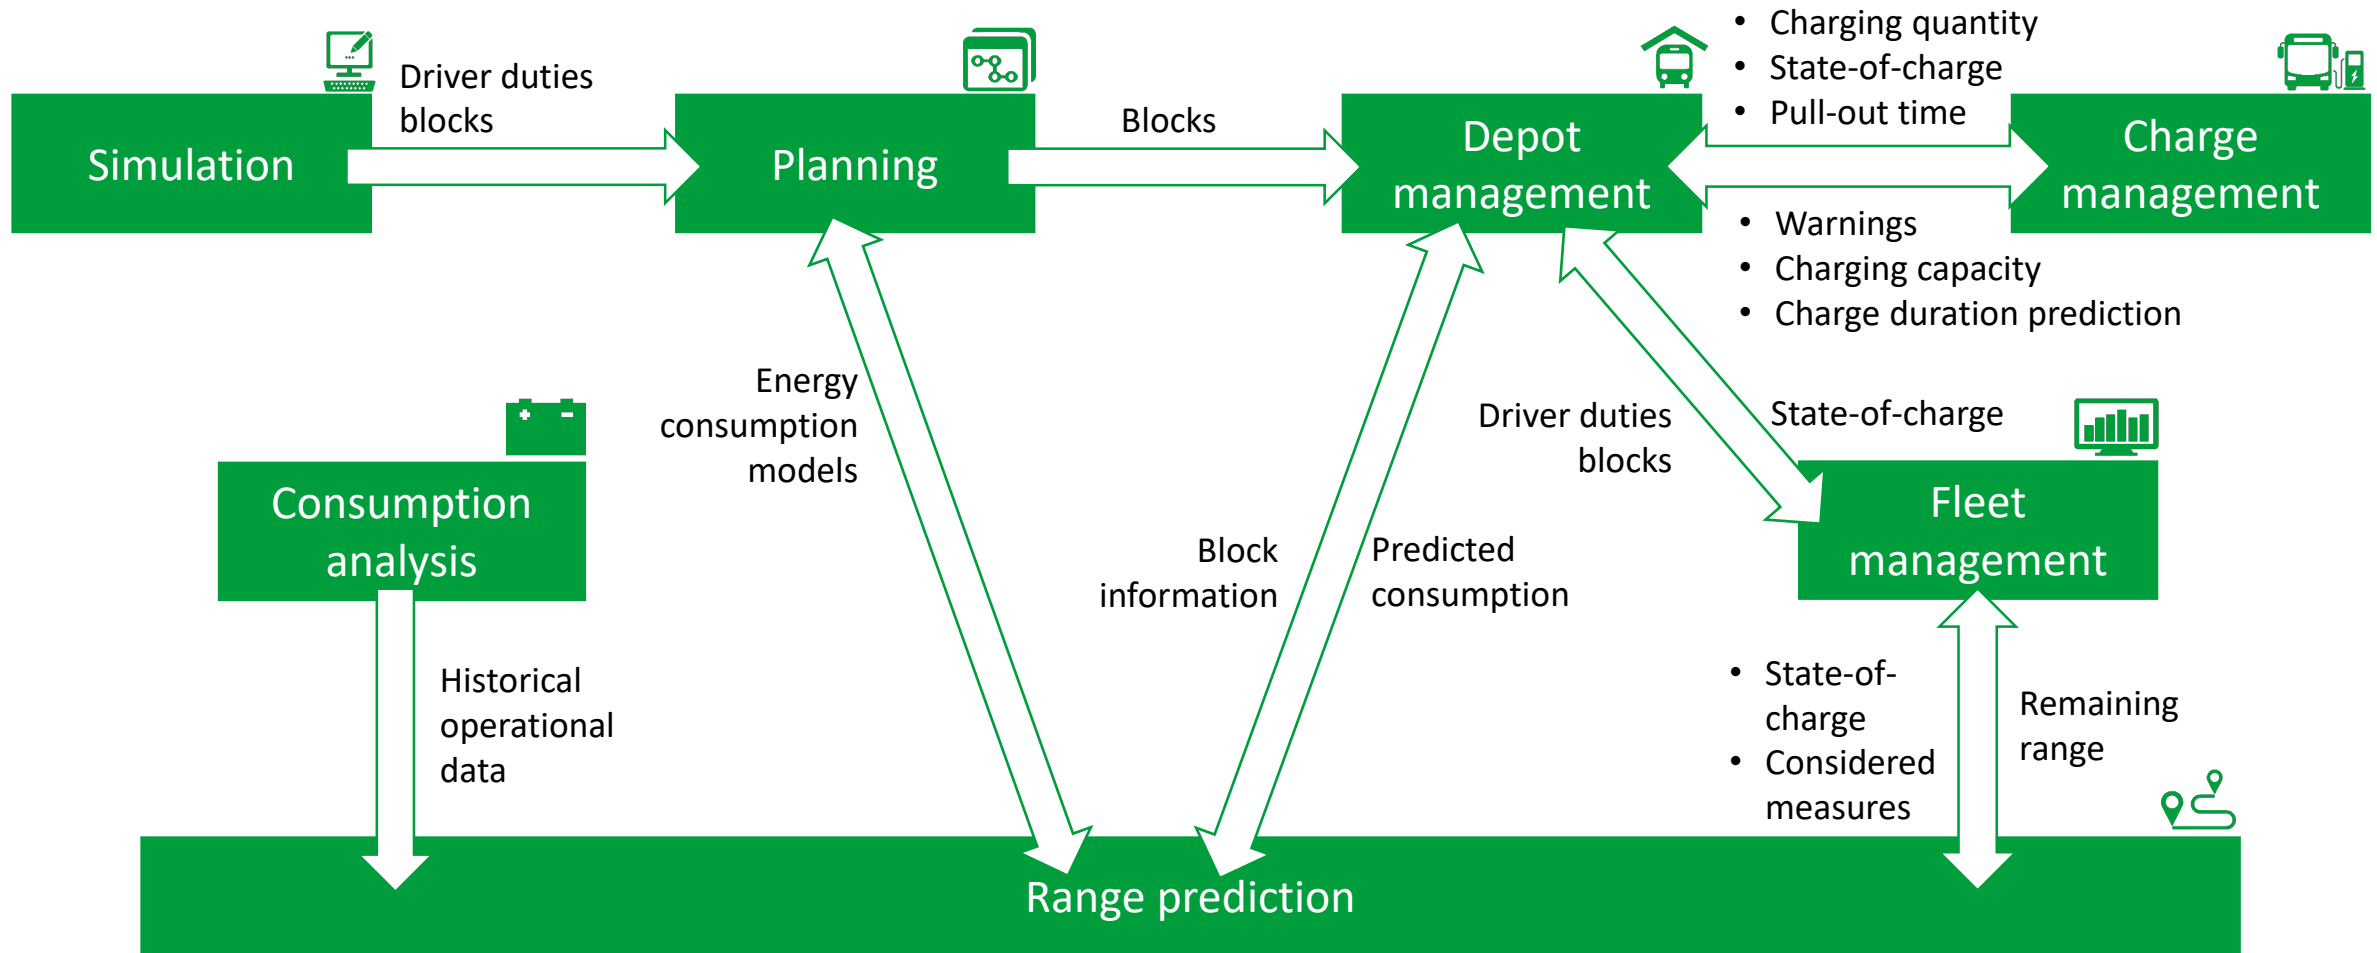 Driver duties
blocks
Simulation
Planning
Blocks
Depot
management
• Charging quantity
• State-of-charge
• Pull-out time
Charge
management
• Warnings
• Charging capacity
• Charge duration prediction
Energy
consumption
models
Driver duties
blocks
State-of-charge
Consumption
analysis
Fleet
management
Block
information
Predicted
consumption
Historical
operational
data
• State-of-
charge
• Considered
measures
Remaining
range
Range prediction